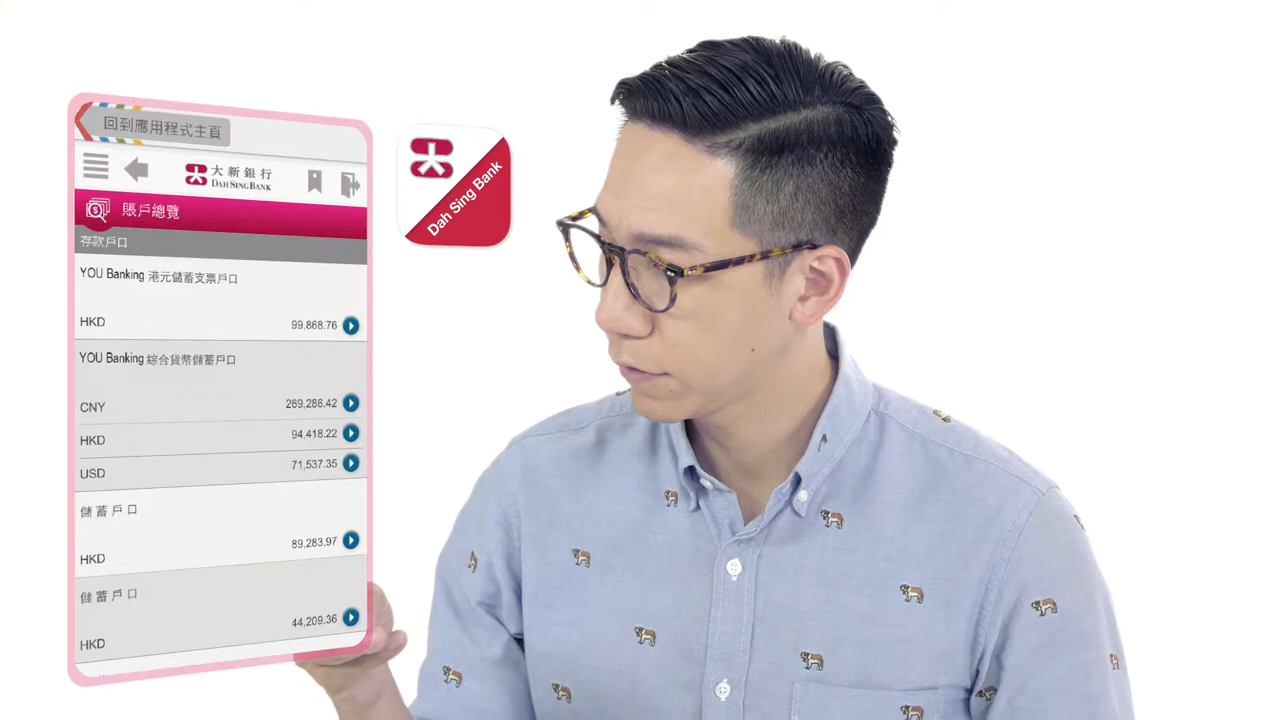 回到應用程式主頁
大新銀行
DAH SING BANK
賬戶總覽
存款戶口
YOU Banking 港元儲蓄支票戶口
HKD 99,868.76
YOU Banking 綜合貨幣儲蓄戶口
CNY 269,286.42
HKD 94,418.22
USD 71,537.35
儲蓄戶口
HKD 89,283.97
儲蓄戶口
HKD 44,209.36
Dah Sing Bank